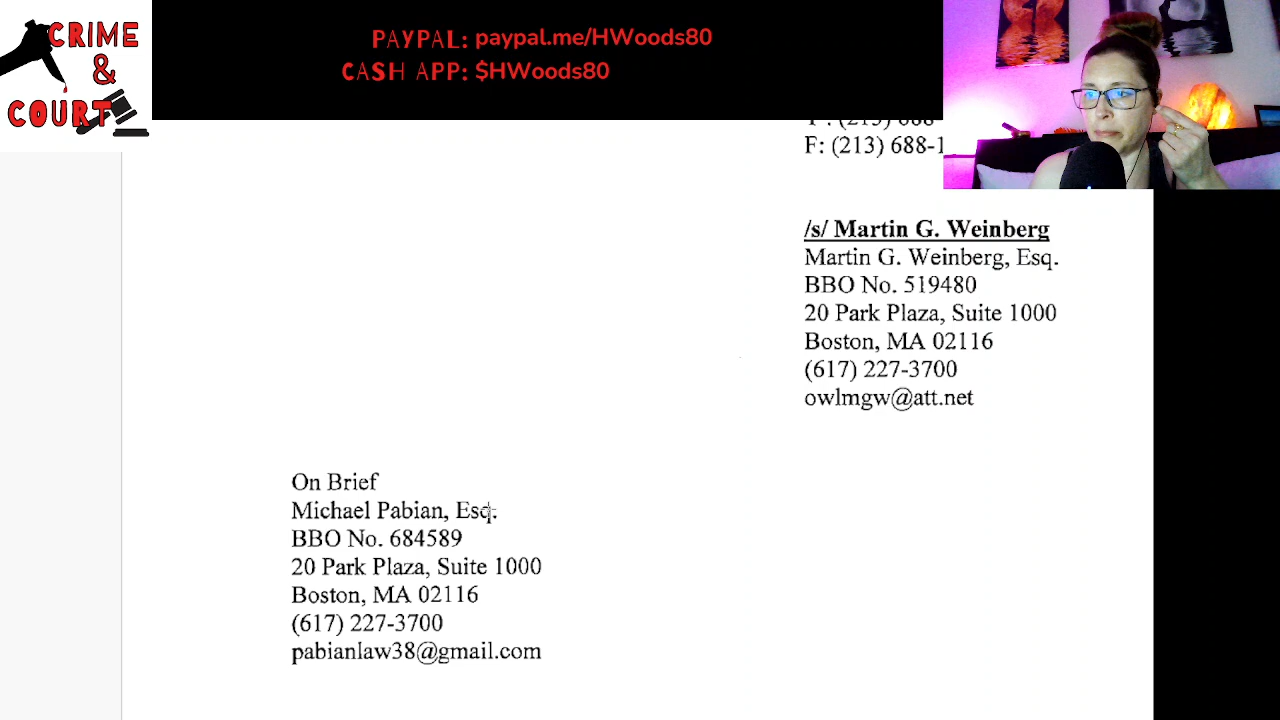 CRIME
&
COURT
PAYPAL: paypal.me/HWoods80
CASH APP: $HWoods80
F: (213) 688-1
/s/ Martin G. Weinberg
Martin G. Weinberg, Esq.
BBO No. 519480
20 Park Plaza, Suite 1000
Boston, MA 02116
(617) 227-3700
owlmgw@att.net
On Brief
Michael Pabian, Esq.
BBO No. 684589
20 Park Plaza, Suite 1000
Boston, MA 02116
(617) 227-3700
pabianlaw38@gmail.com